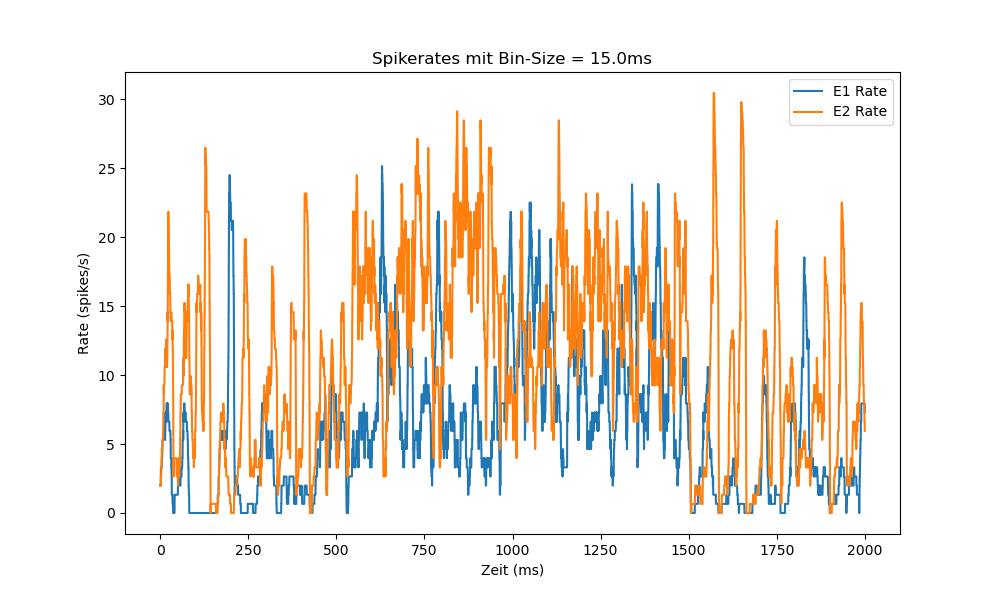 Spikerates mit Bin-Size = 15.0ms
E1 Rate
E2 Rate
30
25
20
15
10
5
0
Rate (spikes/s)
0 250 500 750 1000 1250 1500 1750 2000
Zeit (ms)